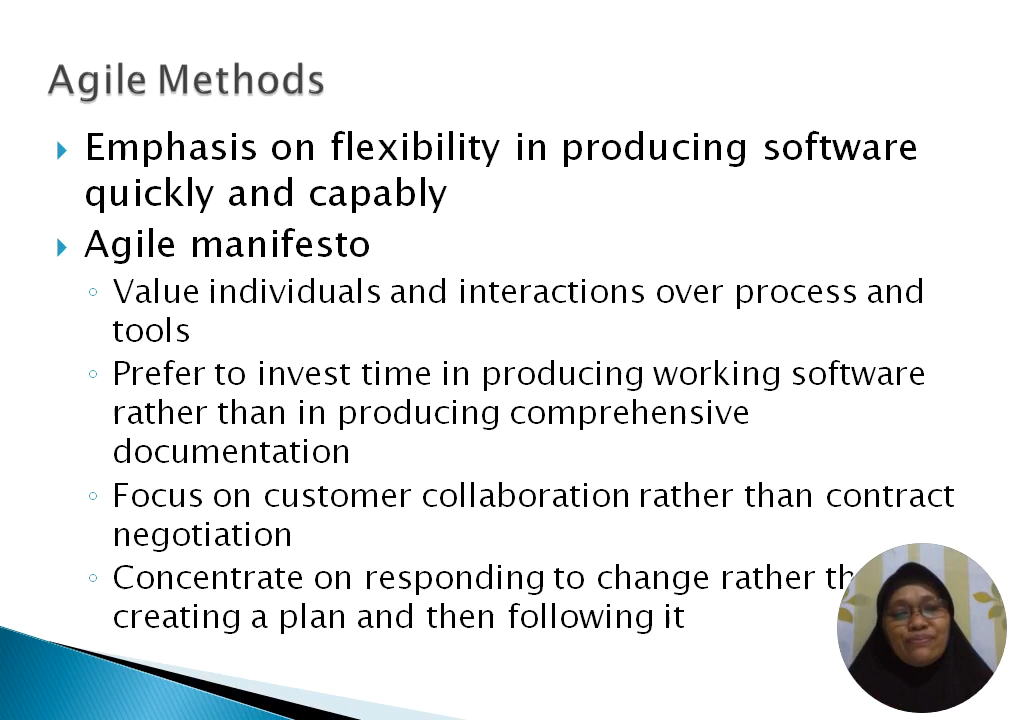 Agile Methods
Emphasis on flexibility in producing software
quickly and capably
Agile manifesto
Value individuals and interactions over process and
tools
Prefer to invest time in producing working software
rather than in producing comprehensive
documentation
Focus on customer collaboration rather than contract
negotiation
Concentrate on responding to change rather
creating a plan and then following it